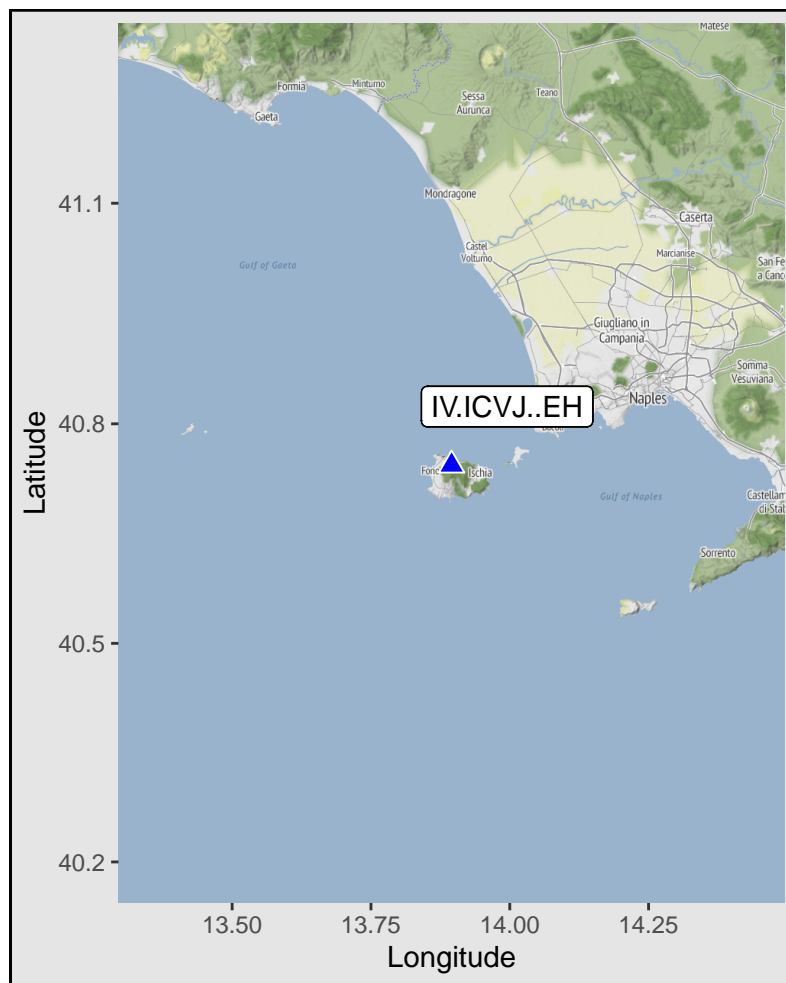 Matese
Formia
Minturno
Sessa
Aurunca
Teano
Gaeta
41.1
Mondragone
Caserta
Castel
Volturno
Marcianise
Gulf of Gaeta
San Fe
a Canc
Giugliano in
Campania
Somma
Vesuviana
IV.ICVJ..EH
Naples
40.8
Latitude
Ischia
Gulf of Naples
Castellam
di Stab
Sorrento
40.5
40.2
13.50
13.75
14.00
14.25
Longitude